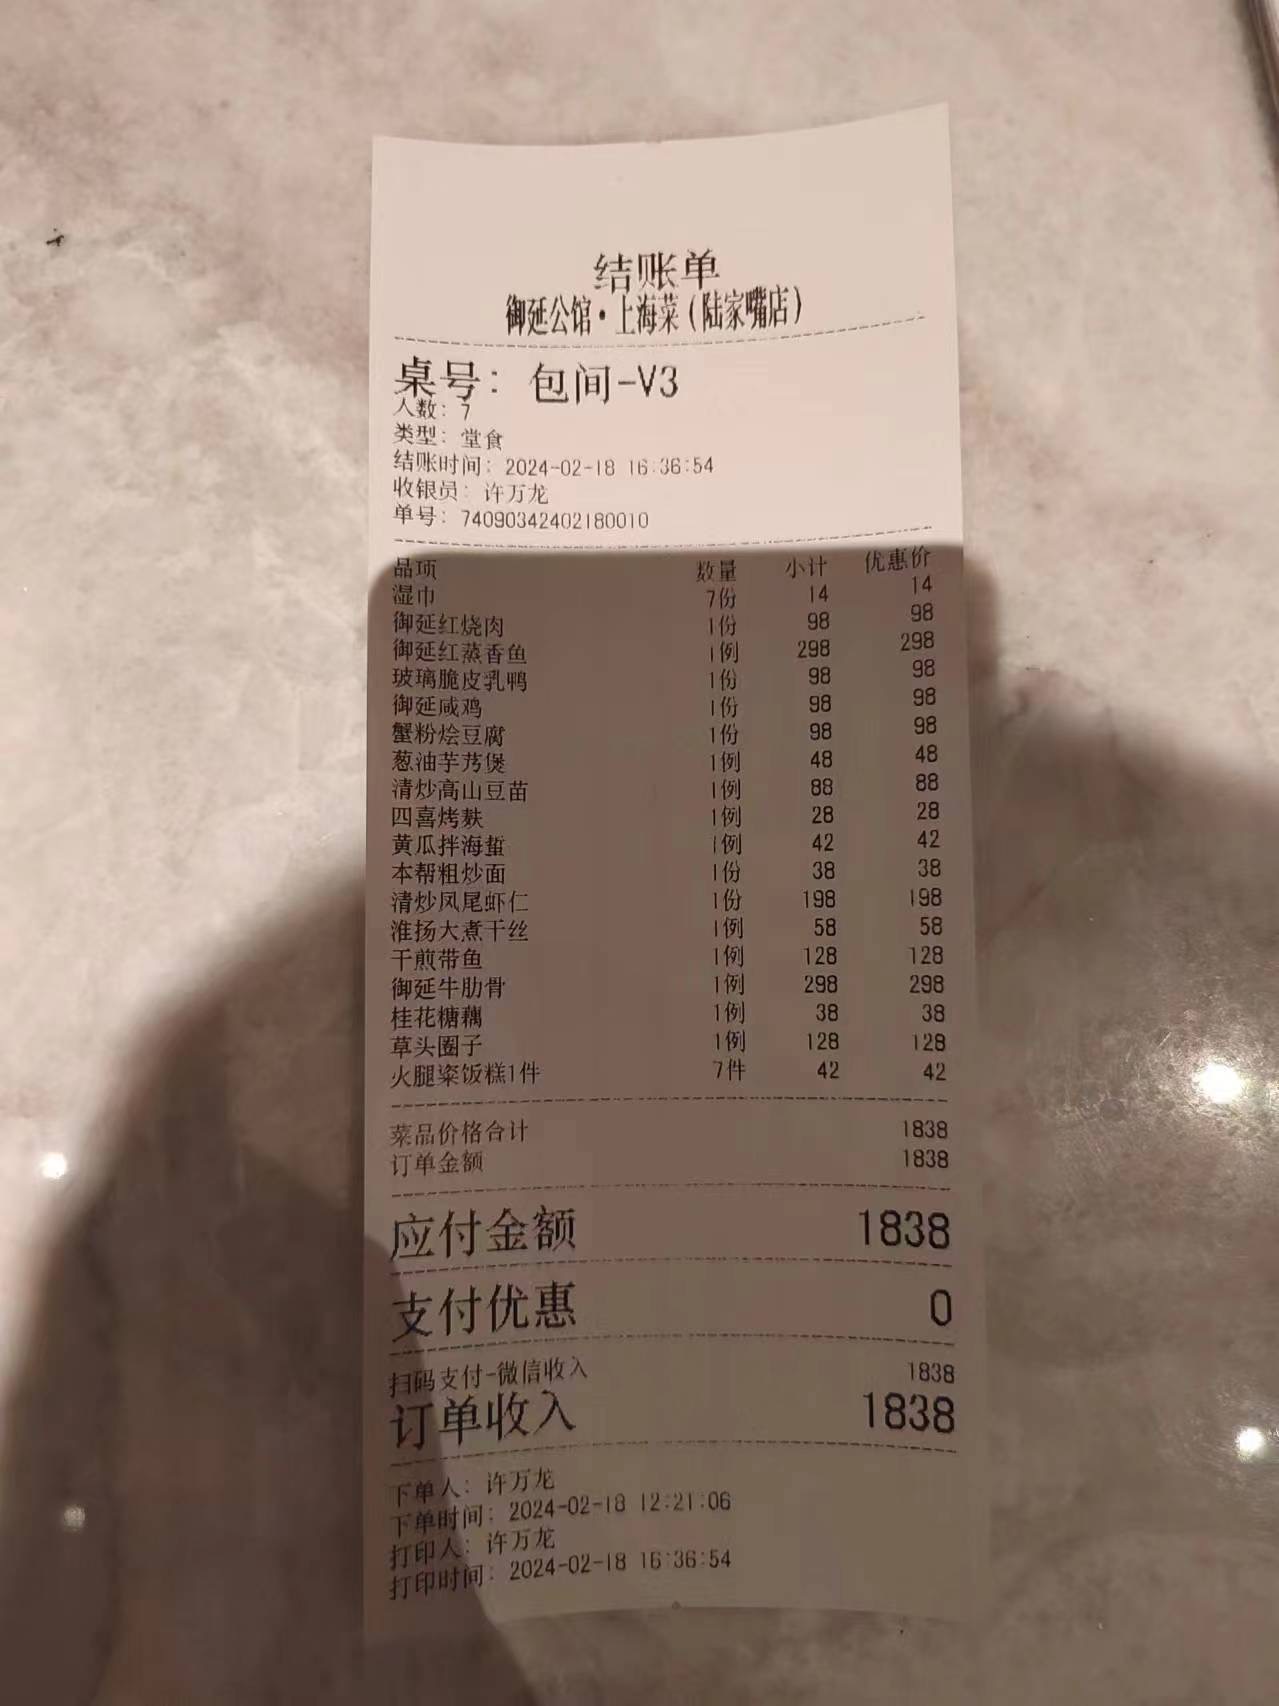 结账单
御延公馆·上海菜(陆家嘴店)
桌号: 包间-V3
人数: 7
类型: 堂食
结账时间: 2024-02-18 16:36:54
收银员: 许万龙
单号: 74090342402180010
品项 数量 小计 优惠价
湿巾 7份 14 14
御延红烧肉 1份 98 98
御延红蒸香鱼 1例 298 298
玻璃脆皮乳鸭 1份 98 98
御延咸鸡 1份 98 98
蟹粉烩豆腐 1份 98 98
葱油芋艿煲 1例 48 48
清炒高山豆苗 1例 88 88
四喜烤麸 1例 28 28
黄瓜拌海蜇 1例 42 42
本帮粗炒面 1份 38 38
清炒凤尾虾仁 1份 198 198
淮扬大煮干丝 1例 58 58
干煎带鱼 1例 128 128
御延牛肋骨 1例 298 298
桂花糖藕 1例 38 38
草头圈子 1例 128 128
火腿粢饭糕1件 7件 42 42
菜品价格合计 1838
订单金额 1838
应付金额 1838
支付优惠 0
扫码支付-微信收入 1838
订单收入 1838
下单人: 许万龙
下单时间: 2024-02-18 12:21:06
打印人: 许万龙
打印时间: 2024-02-18 16:36:54